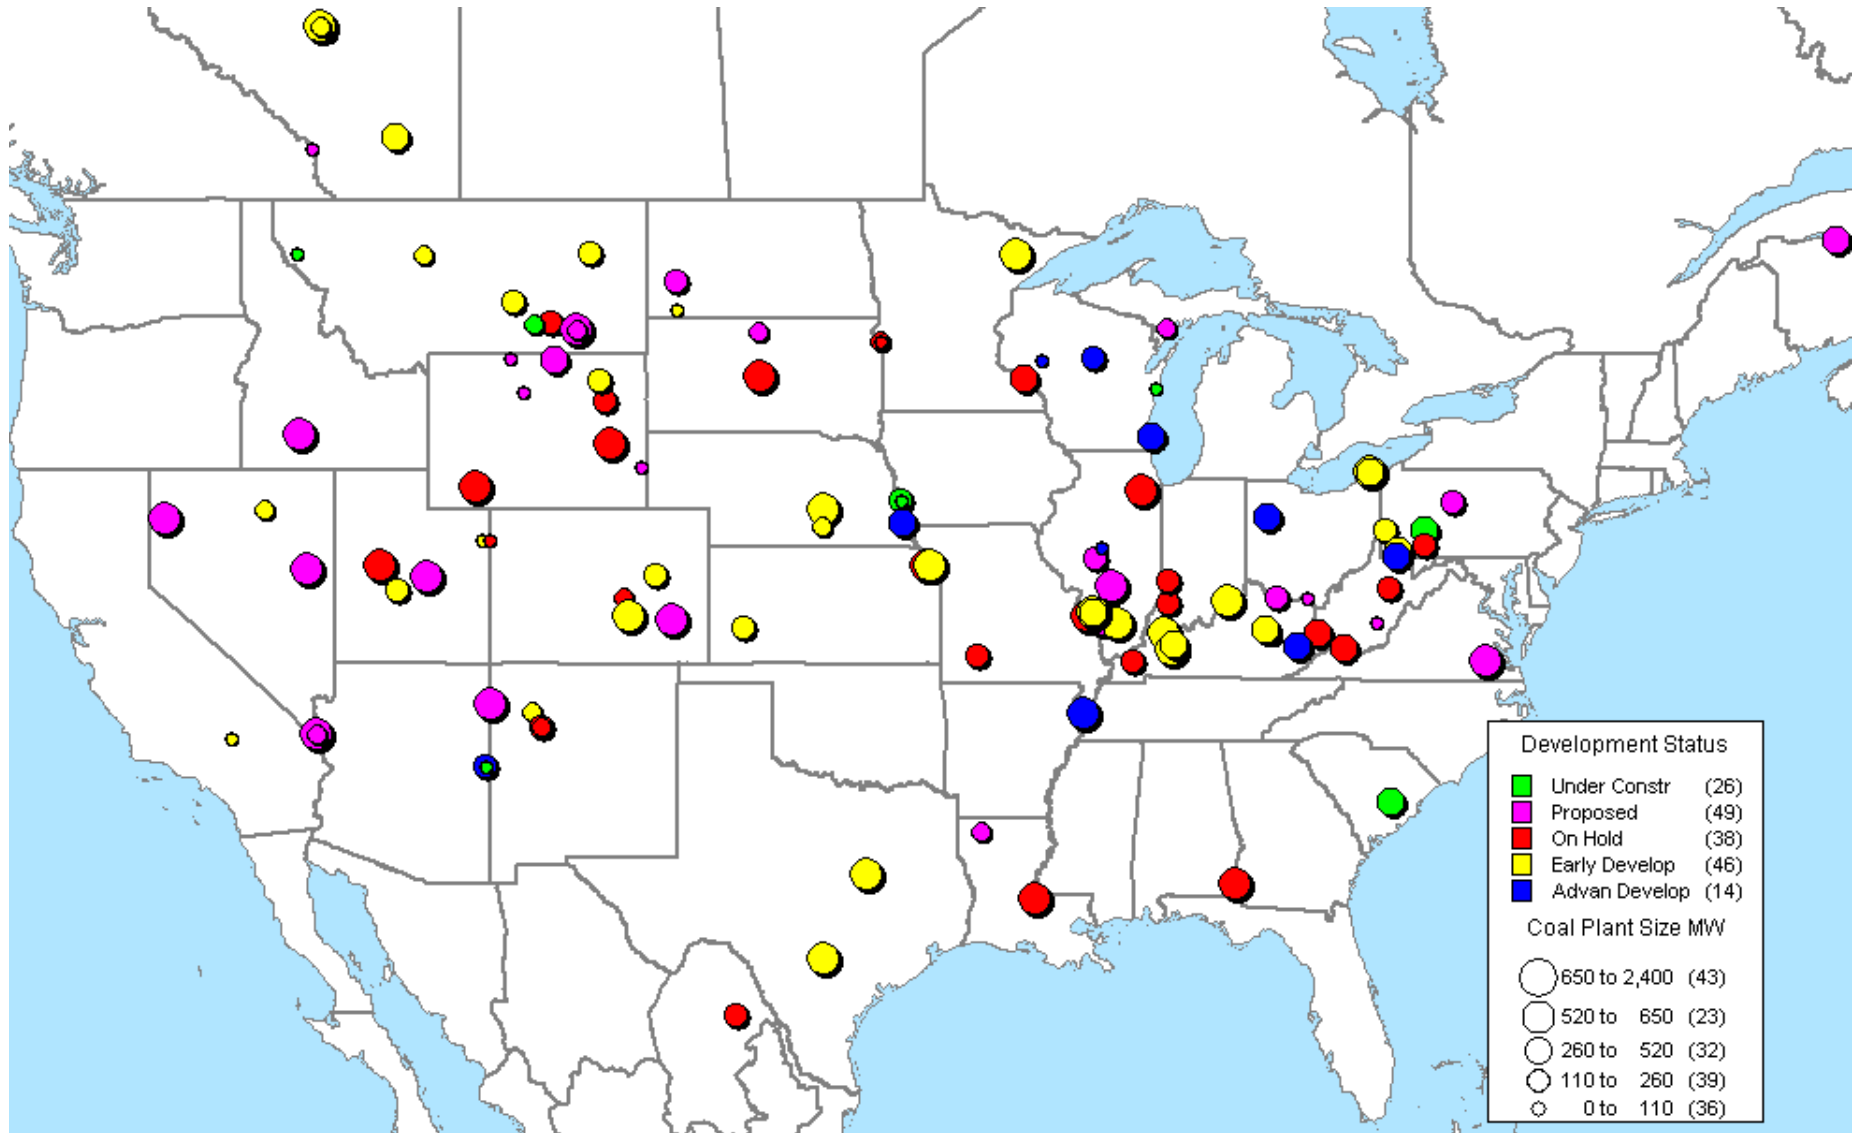 Development Status
Under Constr (26)
Proposed (49)
On Hold (38)
Early Develop (46)
Advan Develop (14)
Coal Plant Size MW
650 to 2,400 (43)
520 to 650 (23)
260 to 520 (32)
110 to 260 (39)
0 to 110 (36)